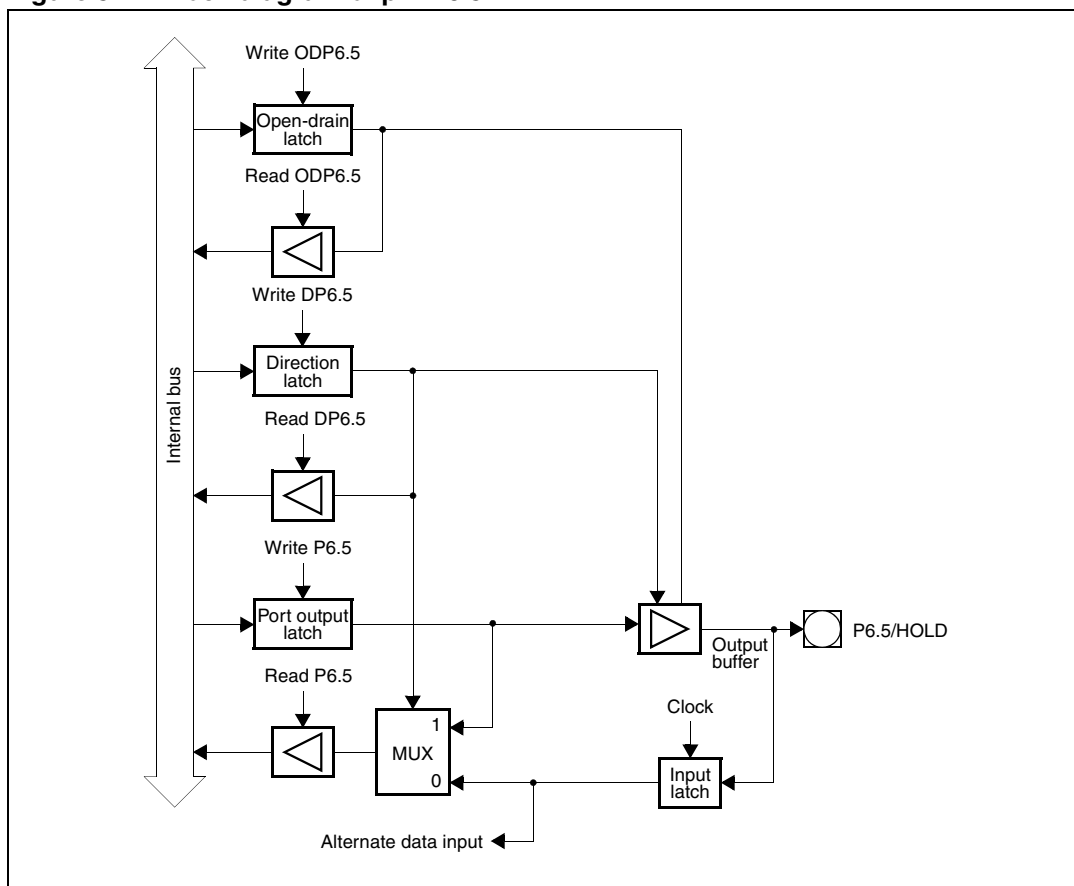 Write ODP6.5
Open-drain
latch
Read ODP6.5
Write DP6.5
Direction
latch
Read DP6.5
Internal bus
Write P6.5
Port output
latch
P6.5/HOLD
Output
buffer
Read P6.5
Clock
1
MUX
0
Input
latch
Alternate data input